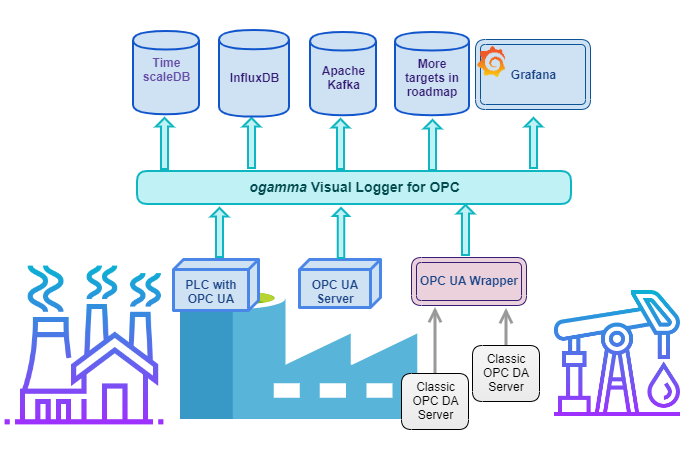 Time
scaleDB
InfluxDB
Apache
Kafka
More
targets in
roadmap
Grafana
ogamma Visual Logger for OPC
PLC with
OPC UA
OPC UA
Server
OPC UA Wrapper
Classic
OPC DA
Server
Classic
OPC DA
Server